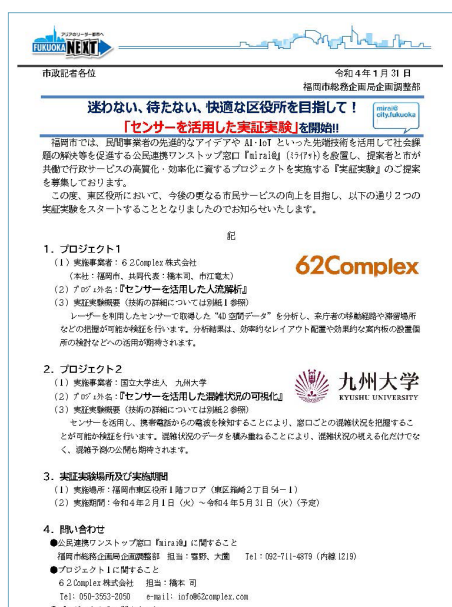 アジアのリーダー都市へ
FUKUOKA NEXT
市政記者各位
令和4年1月31日
福岡市総務企画局企画調整部
迷わない、待たない、快適な区役所を目指して！
「センサーを活用した実証実験」を開始!!
mirai@
city.fukuoka
福岡市では、民間事業者の先進的なアイデアや AI・IoT といった先端技術を活用して社会課
題の解決等を促進する公民連携ワンストップ窓口『mirai@』(ミライアット)を設置し、提案者と市が
共働で行政サービスの高質化・効率化に資するプロジェクトを実施する『実証実験』のご提案
を募集しております。
この度、東区役所において、今後の更なる市民サービスの向上を目指し、以下の通り2つの
実証実験をスタートすることとなりましたのでお知らせいたします。
記
1．プロジェクト1
(1) 実施事業者：６２Complex 株式会社
(本社：福岡市、共同代表：橋本司、市江竜太)
(2) プロジェクト名：『センサーを活用した人流解析』
(3) 実証実験概要（技術の詳細については別紙1参照）
レーザーを利用したセンサーで取得した“4D 空間データ”を分析し、来庁者の移動経路や滞留場所
などの把握が可能か検証を行います。分析結果は、効率的なレイアウト配置や効果的な案内板の設置個
所の検討などへの活用が期待されます。
62Complex
2．プロジェクト2
(1) 実施事業者：国立大学法人　九州大学
(2) プロジェクト名：『センサーを活用した混雑状況の可視化』
(3) 実証実験概要（技術の詳細については別紙2参照）
センサーを活用し、携帯電話からの電波を検知することにより、窓口ごとの混雑状況を把握するこ
とが可能か検証を行います。混雑状況のデータを積み重ねることにより、混雑状況の視える化だけでな
く、混雑予測の公開も期待されます。
九州大学
KYUSHU UNIVERSITY
3．実証実験場所及び実施期間
(1) 実施場所：福岡市東区役所1階フロア（東区箱崎2丁目54－1）
(2) 実施期間：令和4年2月1日（火）～令和4年5月31日（火）（予定）
4．問い合わせ
●公民連携ワンストップ窓口『mirai@』に関すること
福岡市総務企画局企画調整部　担当：　、大薗　Tel：092-711-4879（内線1219）
●プロジェクト1に関すること
６２Complex 株式会社　担当：橋本 司
Tel: 050-3553-2050　e-mail: info@62complex.com